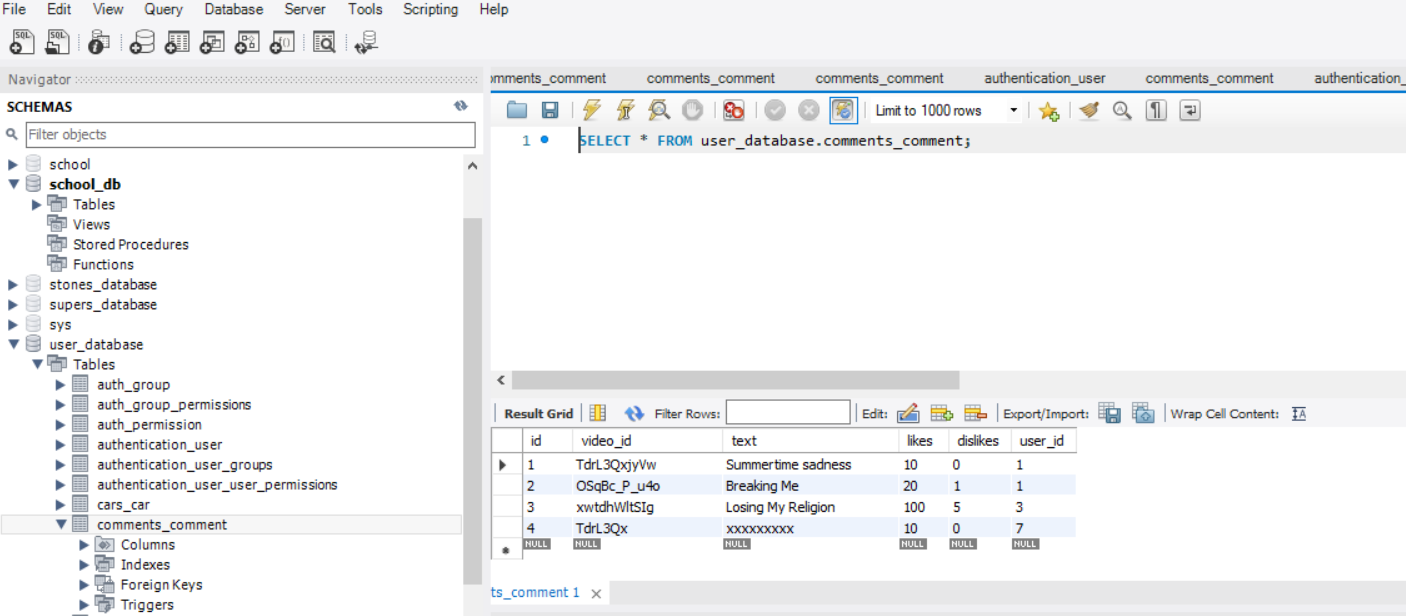 File Edit View Query Database Server Tools Scripting Help
Navigator
SCHEMAS
Filter objects
school
school_db
Tables
Views
Stored Procedures
Functions
stones_database
supers_database
sys
user_database
Tables
auth_group
auth_group_permissions
auth_permission
authentication_user
authentication_user_groups
authentication_user_user_permissions
cars_car
comments_comment
Columns
Indexes
Foreign Keys
Triggers
omments_comment comments_comment comments_comment authentication_user comments_comment authentication_
Limit to 1000 rows
1 SELECT * FROM user_database.comments_comment;
Result Grid Filter Rows: Edit: Export/Import: Wrap Cell Content:
id video_id text likes dislikes user_id
1 TdrL3QxjyVw Summertime sadness 10 0 1
2 OSqBc_P_u4o Breaking Me 20 1 1
3 xwtdhWltSIg Losing My Religion 100 5 3
4 TdrL3Qx xxxxxxxxx 10 0 7
NULL NULL NULL NULL NULL NULL
ts_comment 1